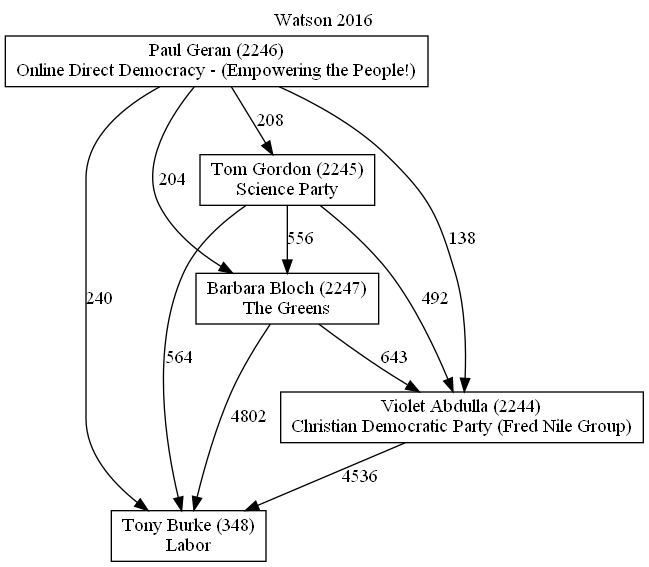 Watson 2016
Paul Geran (2246)
Online Direct Democracy - (Empowering the People!)
208
Tom Gordon (2245)
Science Party
204
556
138
Barbara Bloch (2247)
The Greens
240
492
564
643
4802
Violet Abdulla (2244)
Christian Democratic Party (Fred Nile Group)
4536
Tony Burke (348)
Labor